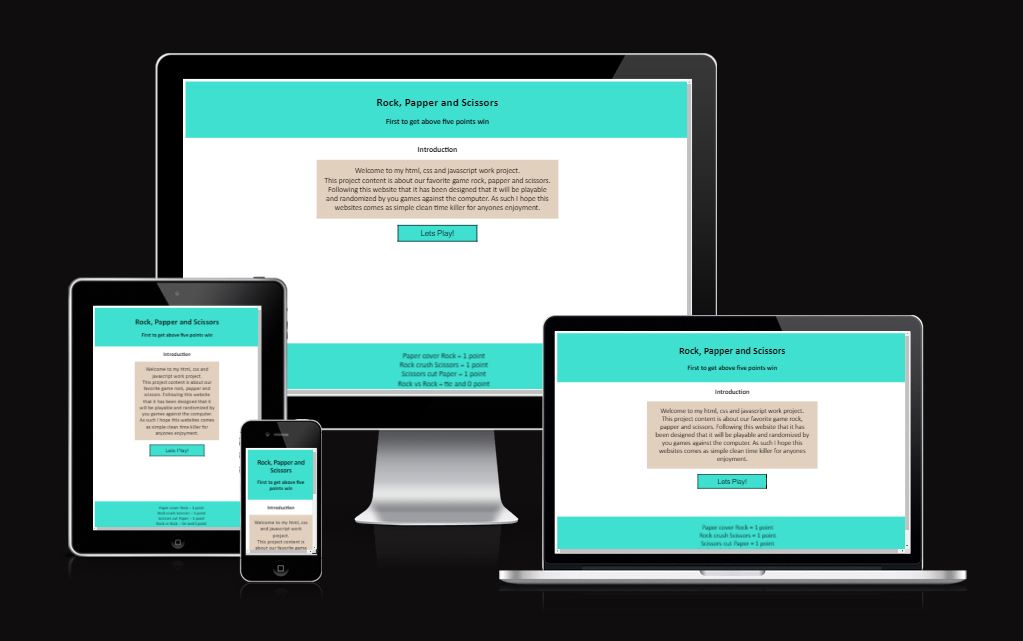 Rock, Papper and Scissors
First to get above five points win
Introduction
Welcome to my html, css and javascript work project.
This project content is about our favorite game rock, papper and scissors.
Following this website that it has been designed that it will be playable
and randomized by you games against the computer. As such I hope this
websites comes as simple clean time killer for anyones enjoyment.
Lets Play!
Paper cover Rock = 1 point
Rock crush Scissors = 1 point
Scissors cut Paper = 1 point
Rock vs Rock = tie and 0 point
Rock, Papper and Scissors
First to get above five points win
Introduction
Welcome to my html, css and
javascript work project.
This project content is about our
favorite game rock, papper and
scissors. Following this website
that it has been designed that it
will be playable and randomized by
you games against the computer.
As such I hope this websites comes
as simple clean time killer for
anyones enjoyment.
Lets Play!
Paper cover Rock = 1 point
Rock crush Scissors = 1 point
Scissors cut Paper = 1 point
Rock vs Rock = tie and 0 point
Rock, Papper and
Scissors
First to get above five
points win
Introduction
Welcome to my html, css
and javascript work
project.
This project content is
about our favorite game
Rock, Papper and Scissors
First to get above five points win
Introduction
Welcome to my html, css and javascript work project.
This project content is about our favorite game rock,
papper and scissors. Following this website that it has
been designed that it will be playable and randomized by
you games against the computer. As such I hope this
websites comes as simple clean time killer for anyones
enjoyment.
Lets Play!
Paper cover Rock = 1 point
Rock crush Scissors = 1 point
Scissors cut Paper = 1 point